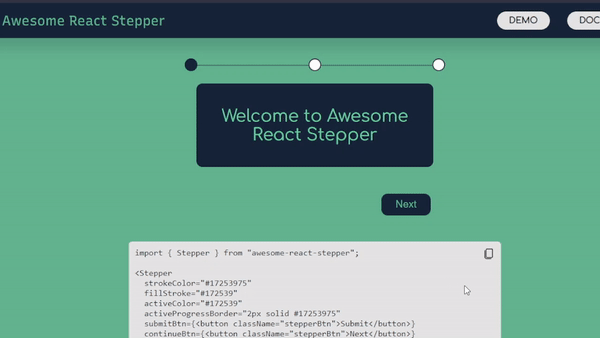 Awesome React Stepper
DEMO
DOC
Welcome to Awesome
React Stepper
Next
import { Stepper } from "awesome-react-stepper";
<Stepper
strokeColor="#17253975"
fillStroke="#172539"
activeColor="#172539"
activeProgressBorder="2px solid #17253975"
submitBtn={<button className="stepperBtn">Submit</button>}
continueBtn={<button className="stepperBtn">Next</button>}